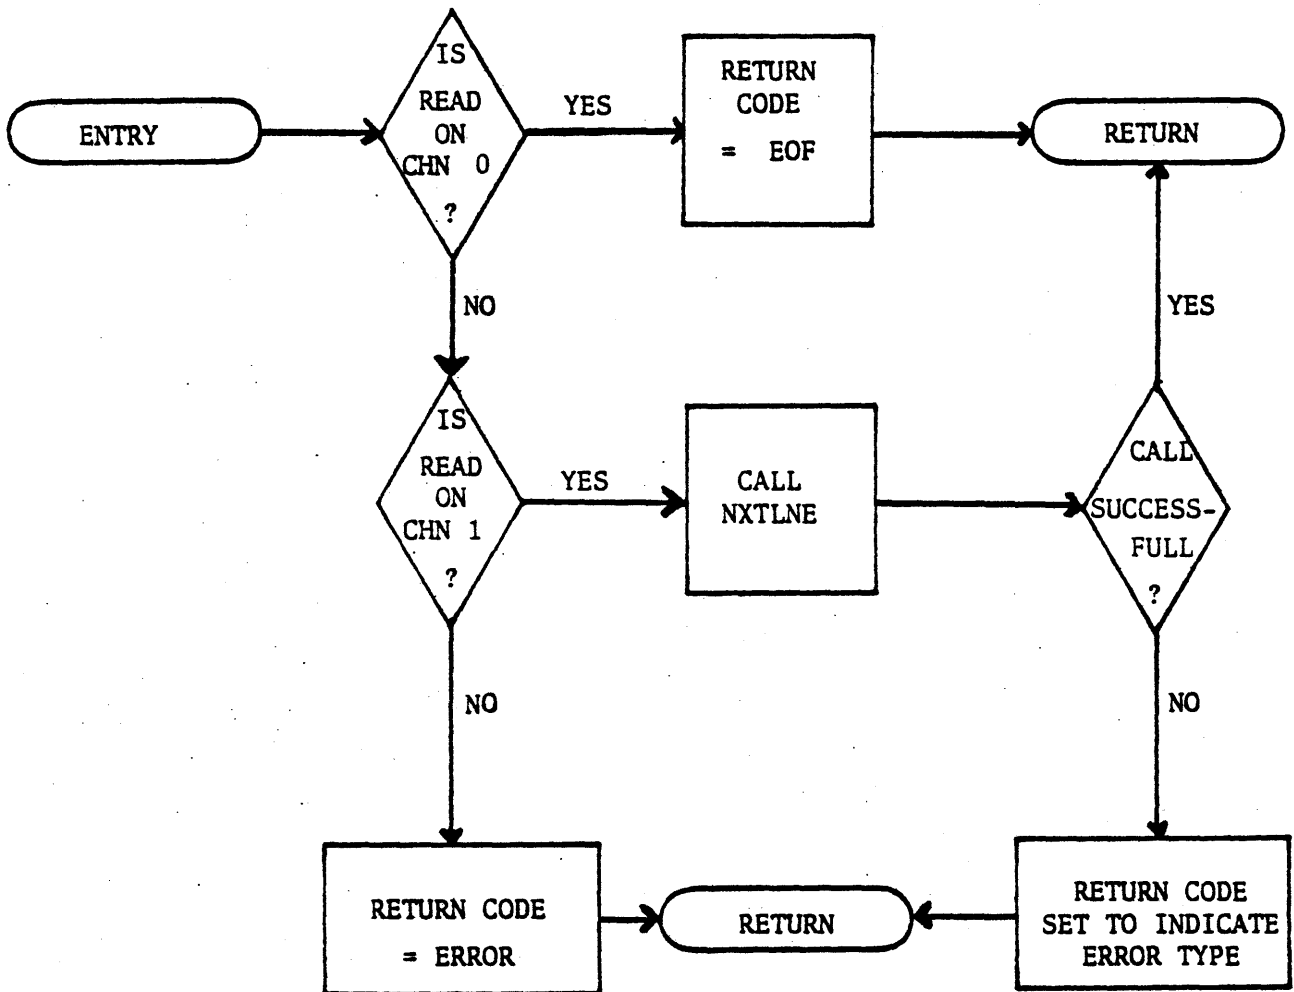 ENTRY
IS
READ
ON
CHN 0
?
YES
RETURN
CODE
= EOF
RETURN
NO
YES
IS
READ
ON
CHN 1
?
YES
CALL
NXTLNE
CALL
SUCCESS-
FULL
?
NO
NO
RETURN CODE
= ERROR
RETURN
RETURN CODE
SET TO INDICATE
ERROR TYPE